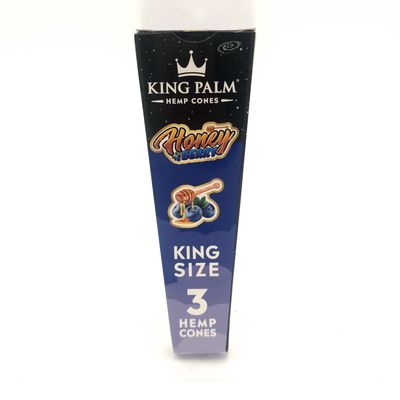 KING PALM®
HEMP CONES
Honey
BERRY
KING
SIZE
3
HEMP
CONES